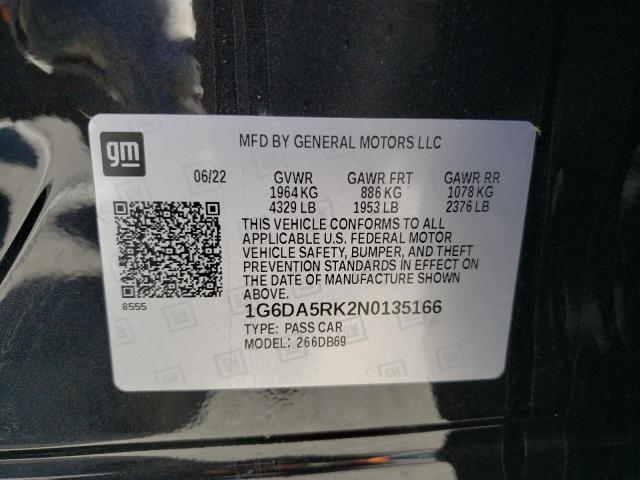 gm
MFD BY GENERAL MOTORS LLC
06/22 GVWR GAWR FRT GAWR RR
1964 KG 886 KG 1078 KG
4329 LB 1953 LB 2376 LB
THIS VEHICLE CONFORMS TO ALL
APPLICABLE U.S. FEDERAL MOTOR
VEHICLE SAFETY, BUMPER, AND THEFT
PREVENTION STANDARDS IN EFFECT ON
THE DATE OF MANUFACTURE SHOWN
ABOVE.
8555
1G6DA5RK2N0135166
TYPE: PASS CAR
MODEL: 266DB69